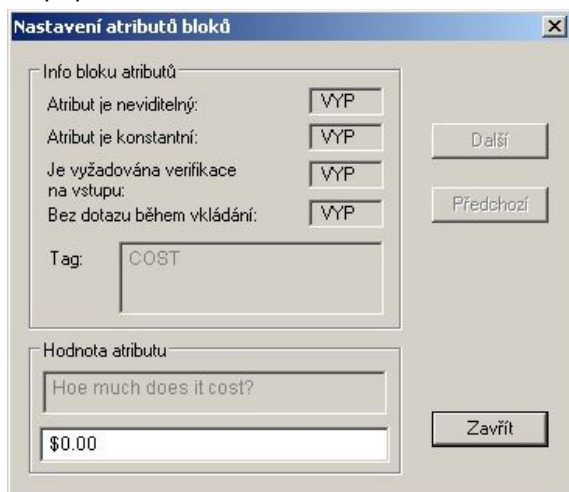 Nastavení atributů bloků
Info bloku atributů
Atribut je neviditelný: VYP
Atribut je konstantní: VYP
Je vyžadována verifikace
na vstupu: VYP
Bez dotazu během vkládání: VYP
Tag: COST
Další
Předchozí
Hodnota atributu
Hoe much does it cost?
$0.00
Zavřít